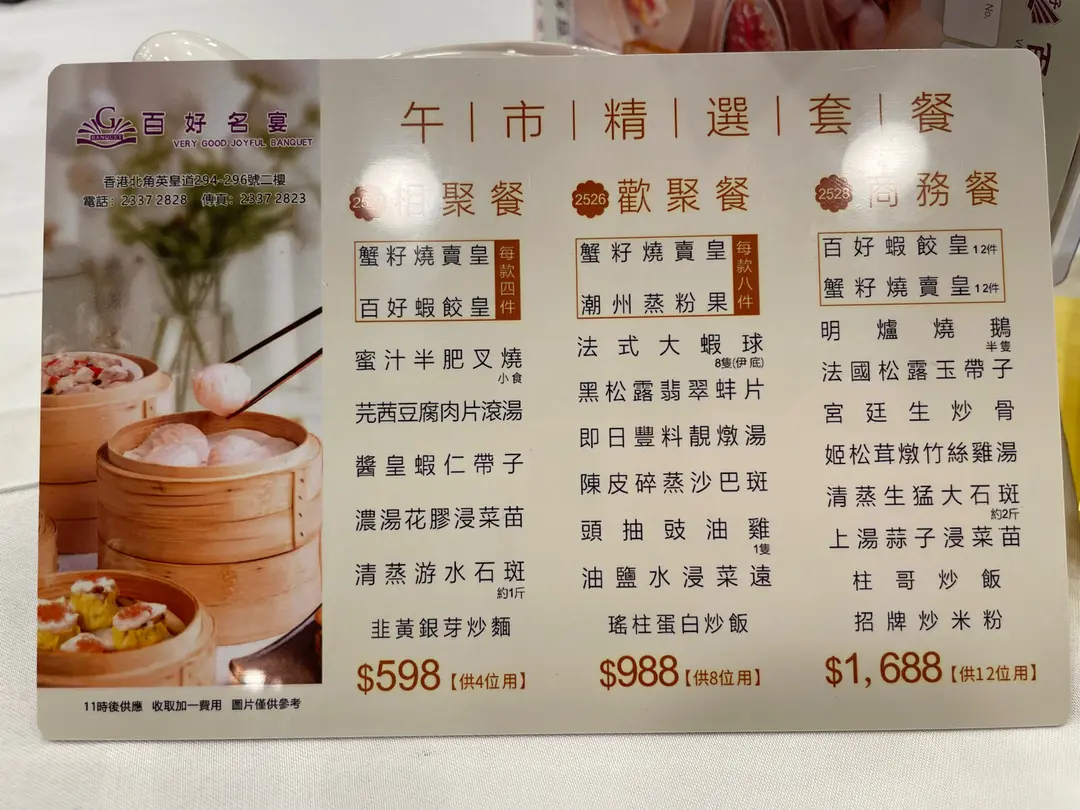 G
BANQUET
百好名宴
VERY GOOD JOYFUL BANQUET
香港北角英皇道294-296號二樓
電話：2337 2828 傳真：2337 2823
午|市|精|選|套|餐
相聚餐
蟹籽燒賣皇
百好蝦餃皇
每款四件
蜜汁半肥叉燒
小食
芫茜豆腐肉片滾湯
醬皇蝦仁帶子
濃湯花膠浸菜苗
清蒸游水石斑
約1斤
韭黃銀芽炒麵
$598【供4位用】
2526 歡聚餐
蟹籽燒賣皇
潮州蒸粉果
每款八件
法式大蝦球
8隻(伊底)
黑松露翡翠蚌片
即日豐料靚燉湯
陳皮碎蒸沙巴斑
頭抽豉油雞
1隻
油鹽水浸菜遠
瑤柱蛋白炒飯
$988【供8位用】
2528 商務餐
百好蝦餃皇12件
蟹籽燒賣皇12件
明爐燒鵝
半隻
法國松露玉帶子
宮廷生炒骨
姬松茸燉竹絲雞湯
清蒸生猛大石斑
約2斤
上湯蒜子浸菜苗
柱哥炒飯
招牌炒米粉
$1,688【供12位用】
11時後供應 收取加一費用 圖片僅供參考
No.